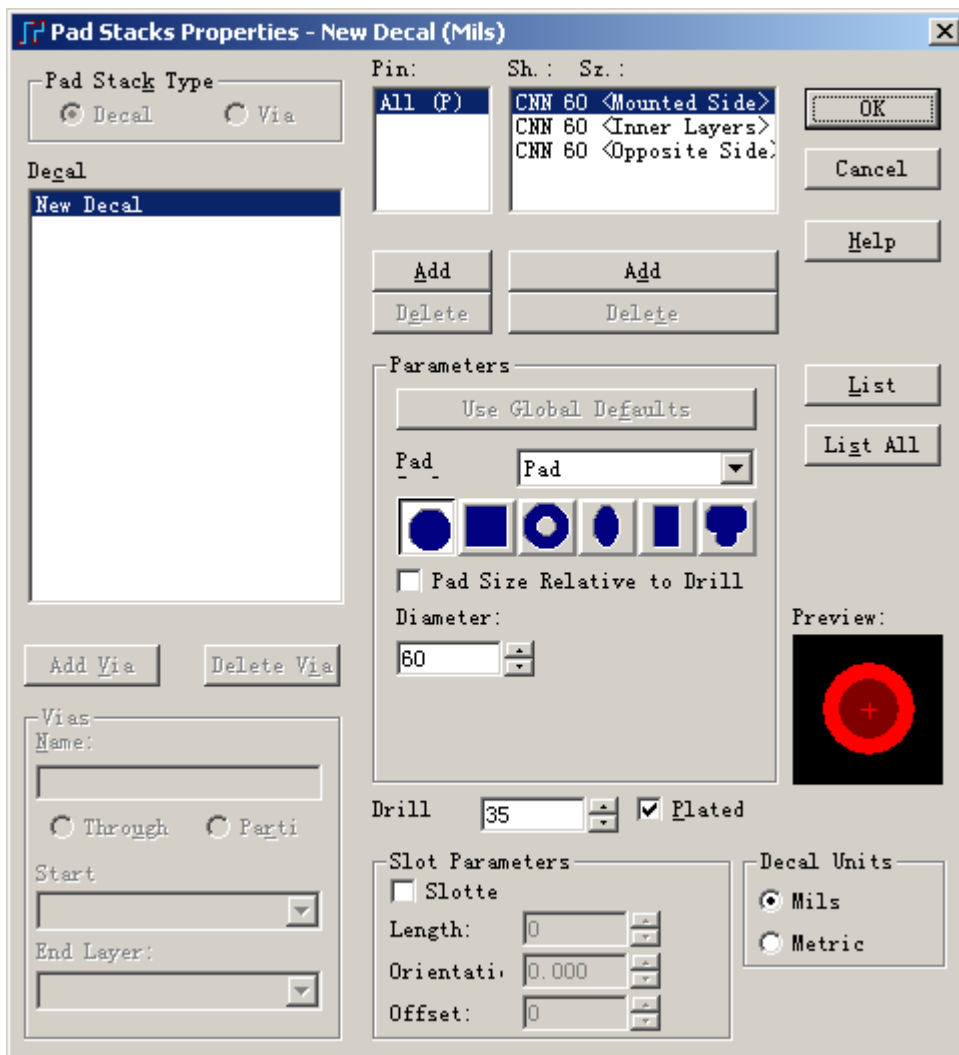 Pad Stacks Properties - New Decal (Mils)
Pad Stack Type
Decal
Via
Decal
New Decal
Pin:
All (P)
Sh.: Sz.:
CNN 60 <Mounted Side>
CNN 60 <Inner Layers>
CNN 60 <Opposite Side>
OK
Cancel
Help
Add
Delete
Add
Delete
List
List All
Parameters
Use Global Defaults
Pad
Pad
Pad Size Relative to Drill
Diameter:
60
Preview:
Add Via
Delete Via
Vias
Name:
Through
Parti
Start
End Layer:
Drill
35
Plated
Slot Parameters
Slotte
Length:
0
Orientati
0.000
Offset:
0
Decal Units
Mils
Metric